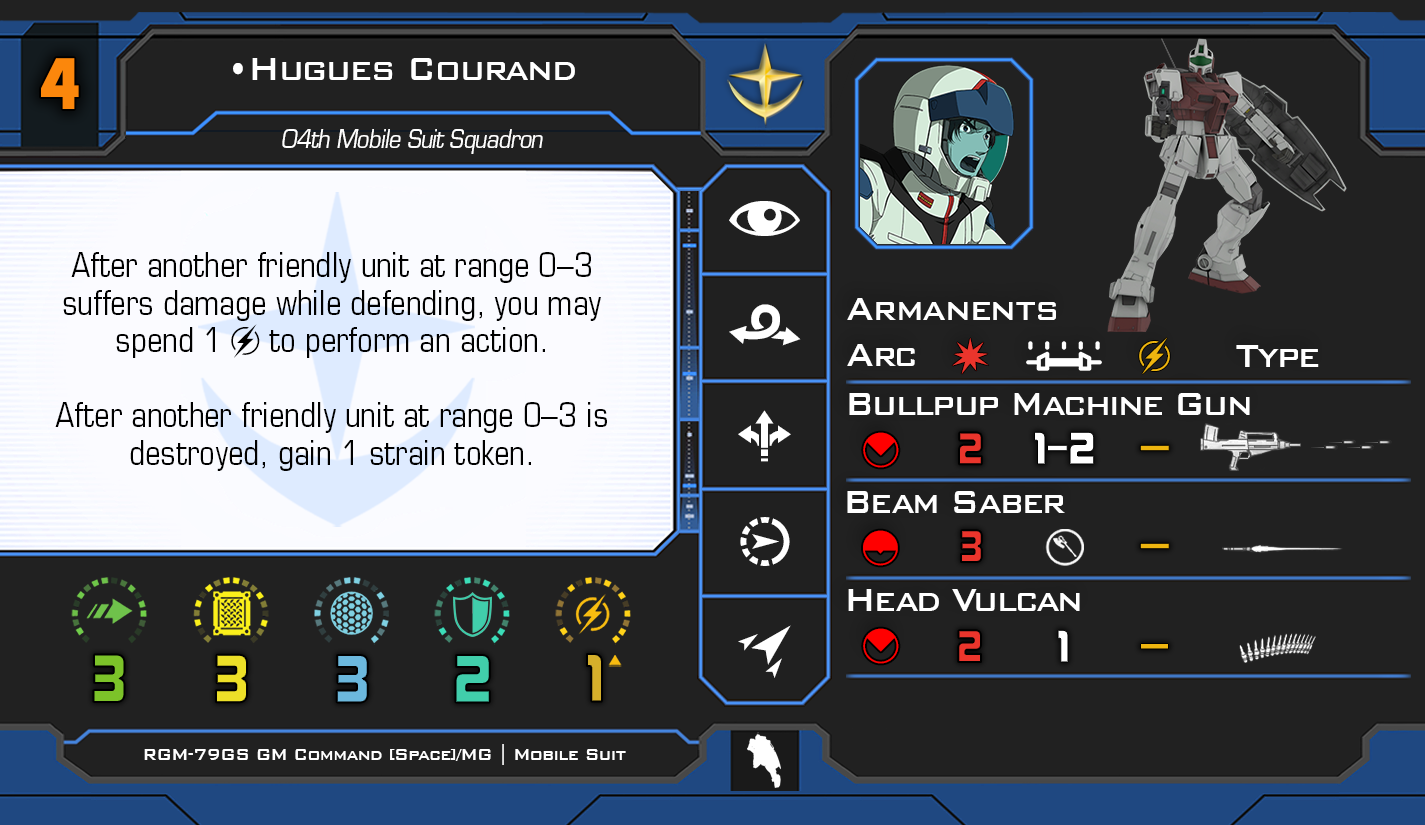 4
•Hugues Courand
04th Mobile Suit Squadron
After another friendly unit at range 0–3
suffers damage while defending, you may
spend 1 to perform an action.
After another friendly unit at range 0–3 is
destroyed, gain 1 strain token.
3 3 3 2 1
RGM-79GS GM Command [Space]/MG | Mobile Suit
Armanents
Arc Type
Bullpup Machine Gun
2 1–2 –
Beam Saber
3 –
Head Vulcan
2 1 –